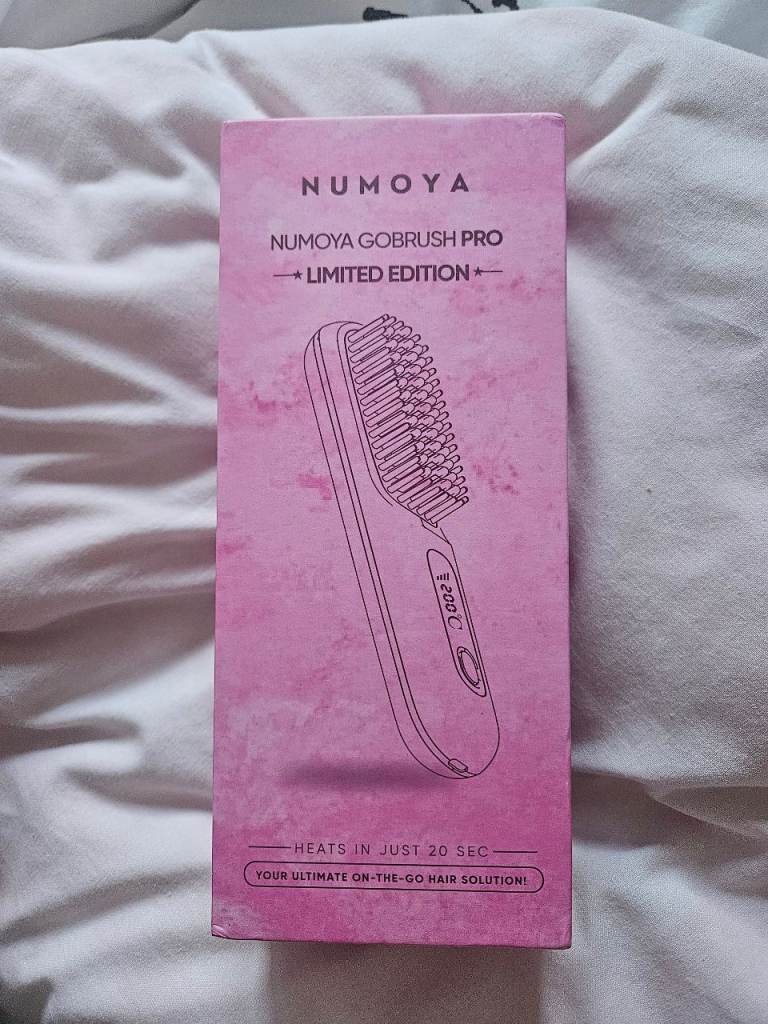 NUMOYA
NUMOYA GOBRUSH PRO
LIMITED EDITION
200°C
HEATS IN JUST 20 SEC
YOUR ULTIMATE ON-THE-GO HAIR SOLUTION!